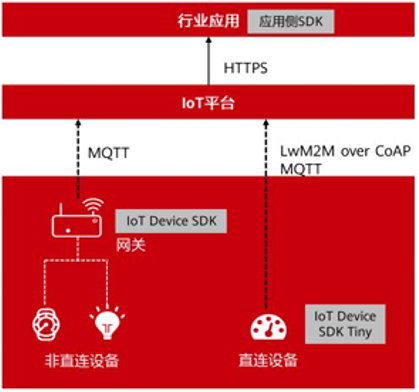 行业应用 应用侧SDK
HTTPS
IoT平台
MQTT
LwM2M over CoAP
MQTT
IoT Device SDK
网关
IoT Device
SDK Tiny
非直连设备
直连设备